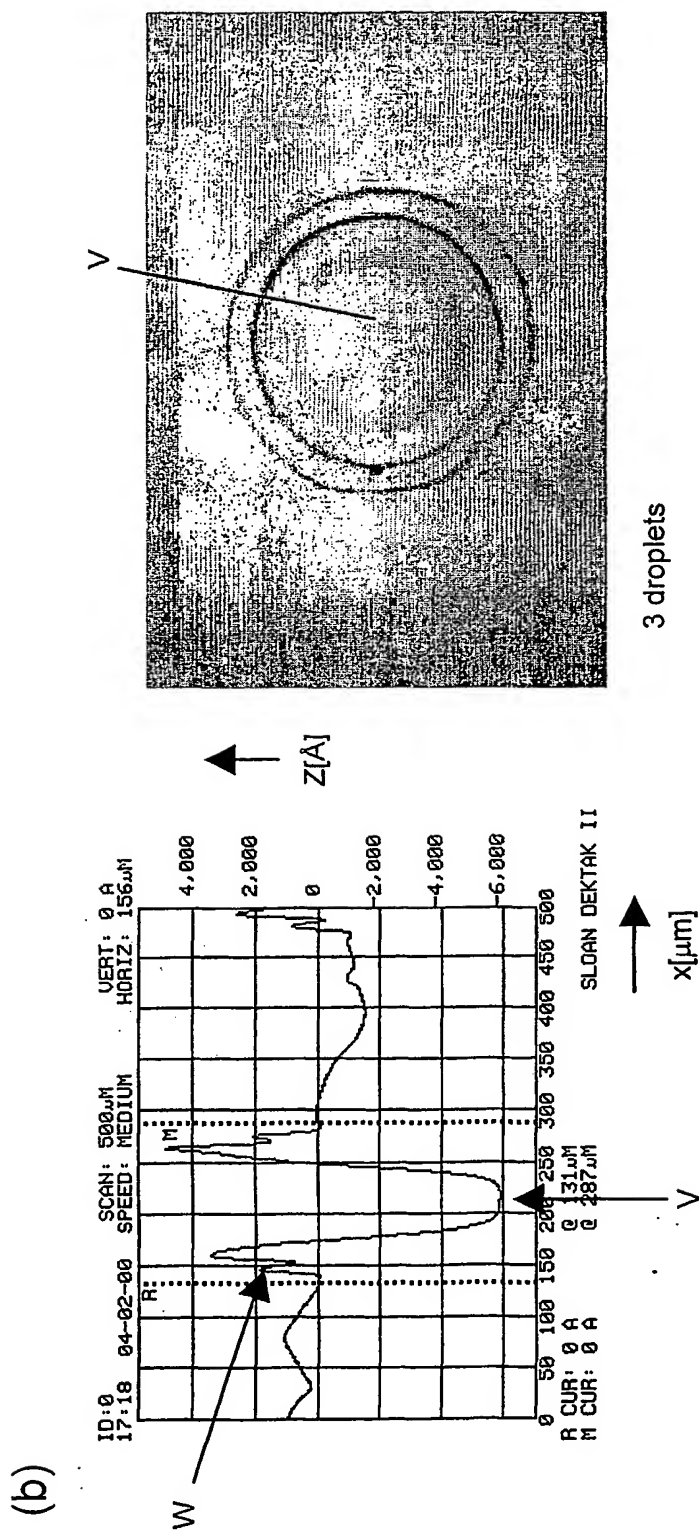 (b)
ID:0 SCAN: 500µM VERT: 0 A
17:18 04-02-00 SPEED: MEDIUM HORIZ: 156µM
R
M
4,000
2,000
0
-2,000
-4,000
-6,000
0 50 100 150 200 250 300 350 400 450 500
R CUR: 0 A @ 131µM
M CUR: 0 A @ 287µM
SLOAN DEKTAK II
W
V
Z[Å]
x[µm]
V
3 droplets